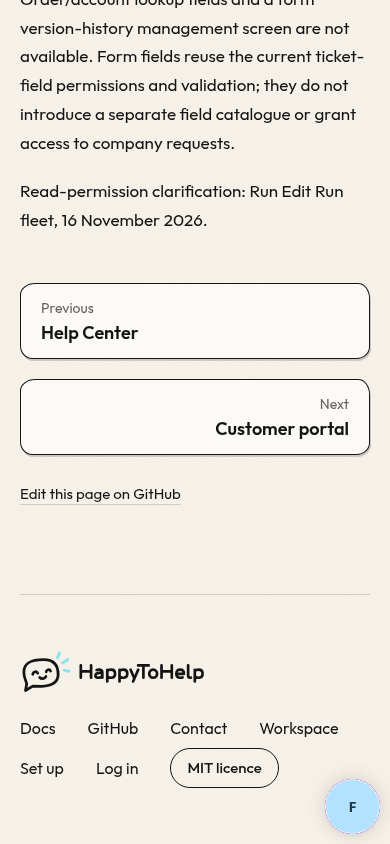 Order/account lookup fields and a form
version-history management screen are not
available. Form fields reuse the current ticket-
field permissions and validation; they do not
introduce a separate field catalogue or grant
access to company requests.
Read-permission clarification: Run Edit Run
fleet, 16 November 2026.
Previous
Help Center
Next
Customer portal
Edit this page on GitHub
HappyToHelp
Docs GitHub Contact Workspace
Set up Log in MIT licence
F